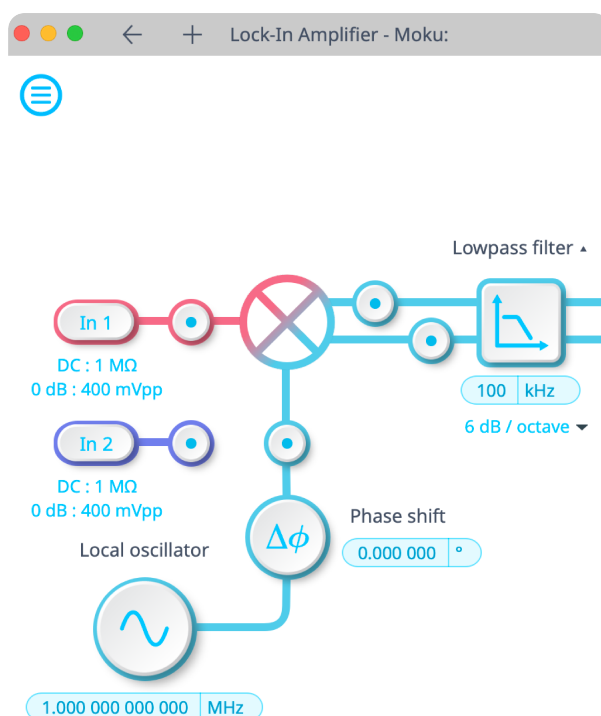 Lock-In Amplifier - Moku:
Lowpass filter
In 1
DC : 1 MΩ
0 dB : 400 mVpp
100 kHz
6 dB / octave
In 2
DC : 1 MΩ
0 dB : 400 mVpp
Phase shift
Δϕ
0.000 000 °
Local oscillator
1.000 000 000 000 MHz